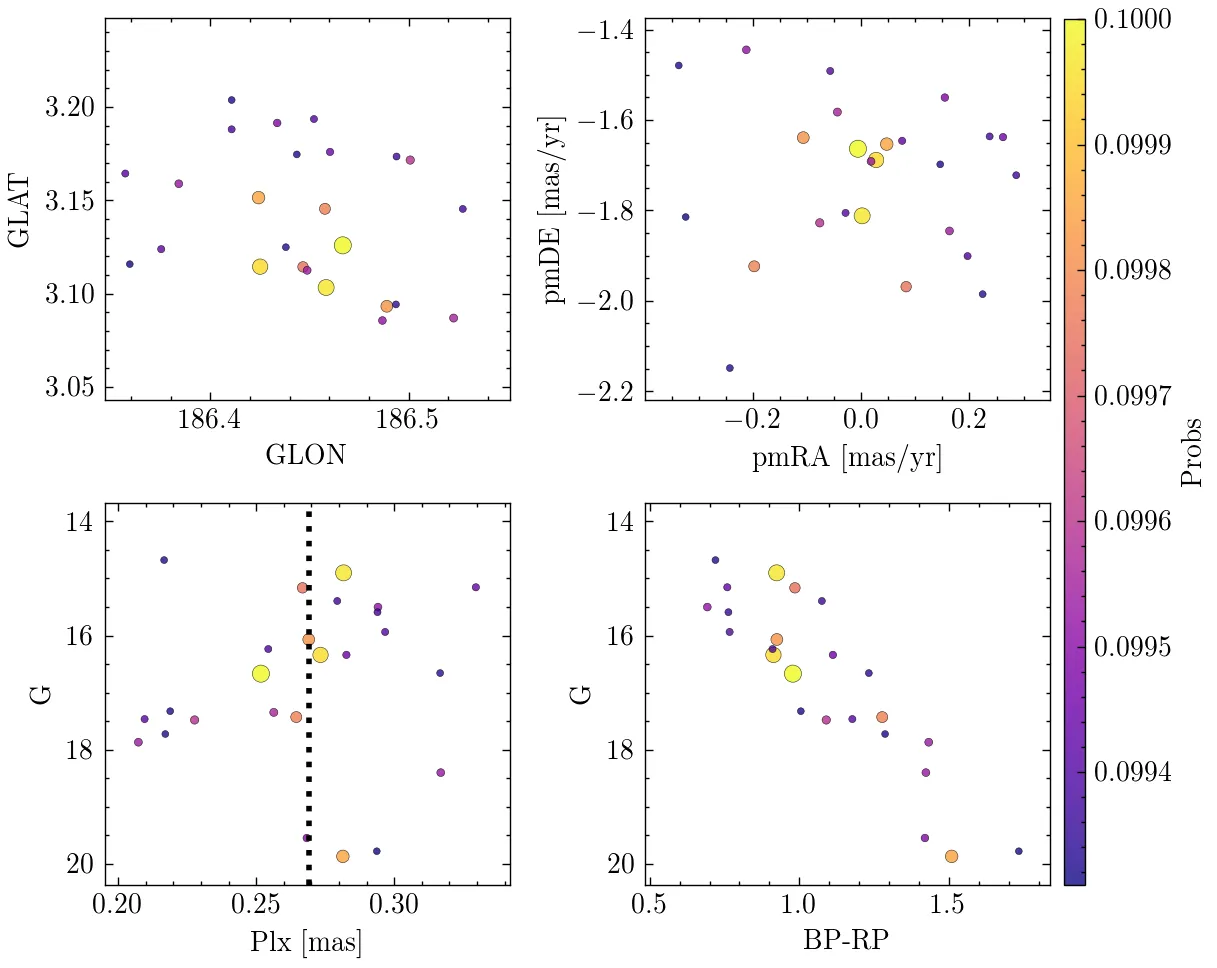 3.20
3.15
3.10
3.05
GLAT
186.4 186.5
GLON
−1.4
−1.6
−1.8
−2.0
−2.2
pmDE [mas/yr]
−0.2 0.0 0.2
pmRA [mas/yr]
14
16
18
20
G
0.20 0.25 0.30
Plx [mas]
14
16
18
20
G
0.5 1.0 1.5
BP-RP
0.1000
0.0999
0.0998
0.0997
0.0996
0.0995
0.0994
Probs